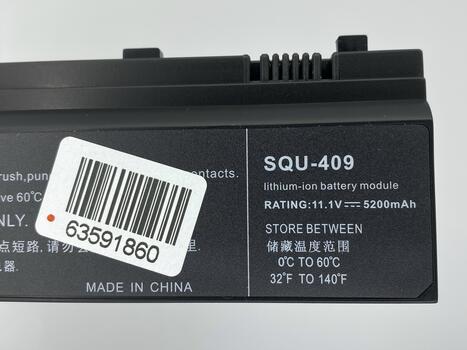 rush, pun
contacts.
ve 60°C
NLY.
63591860
点短路, 请勿
里.
电器.
MADE IN CHINA
SQU-409
lithium-ion battery module
RATING:11.1V⎓ 5200mAh
STORE BETWEEN
储藏温度范围
0℃ TO 60℃
32°F TO 140°F